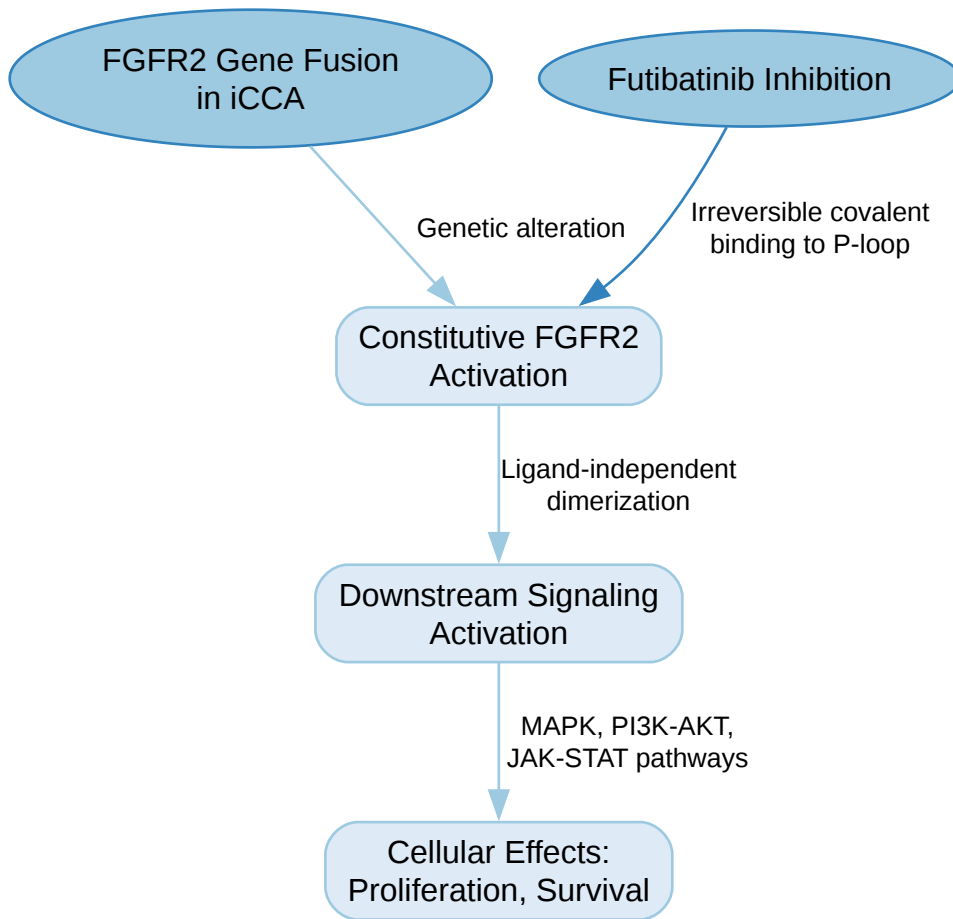 FGFR2 Gene Fusion
in iCCA
Futibatinib Inhibition
Genetic alteration
Irreversible covalent
binding to P-loop
Constitutive FGFR2
Activation
Ligand-independent
dimerization
Downstream Signaling
Activation
MAPK, PI3K-AKT,
JAK-STAT pathways
Cellular Effects:
Proliferation, Survival